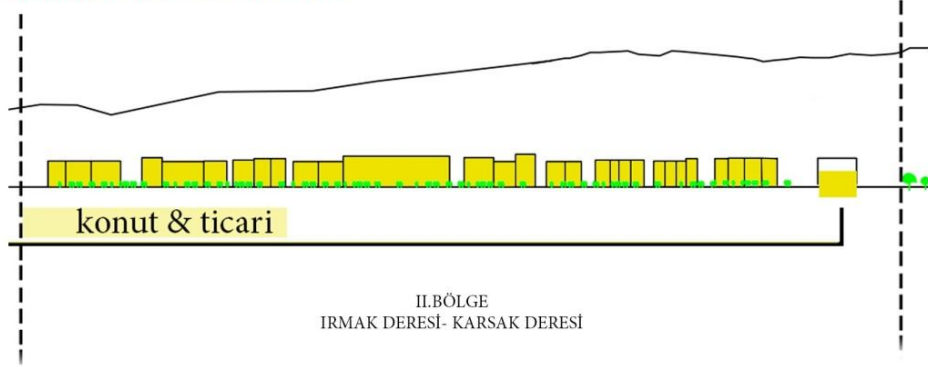 konut & ticari
II.BÖLGE
IRMAK DERESİ- KARSAK DERESİ